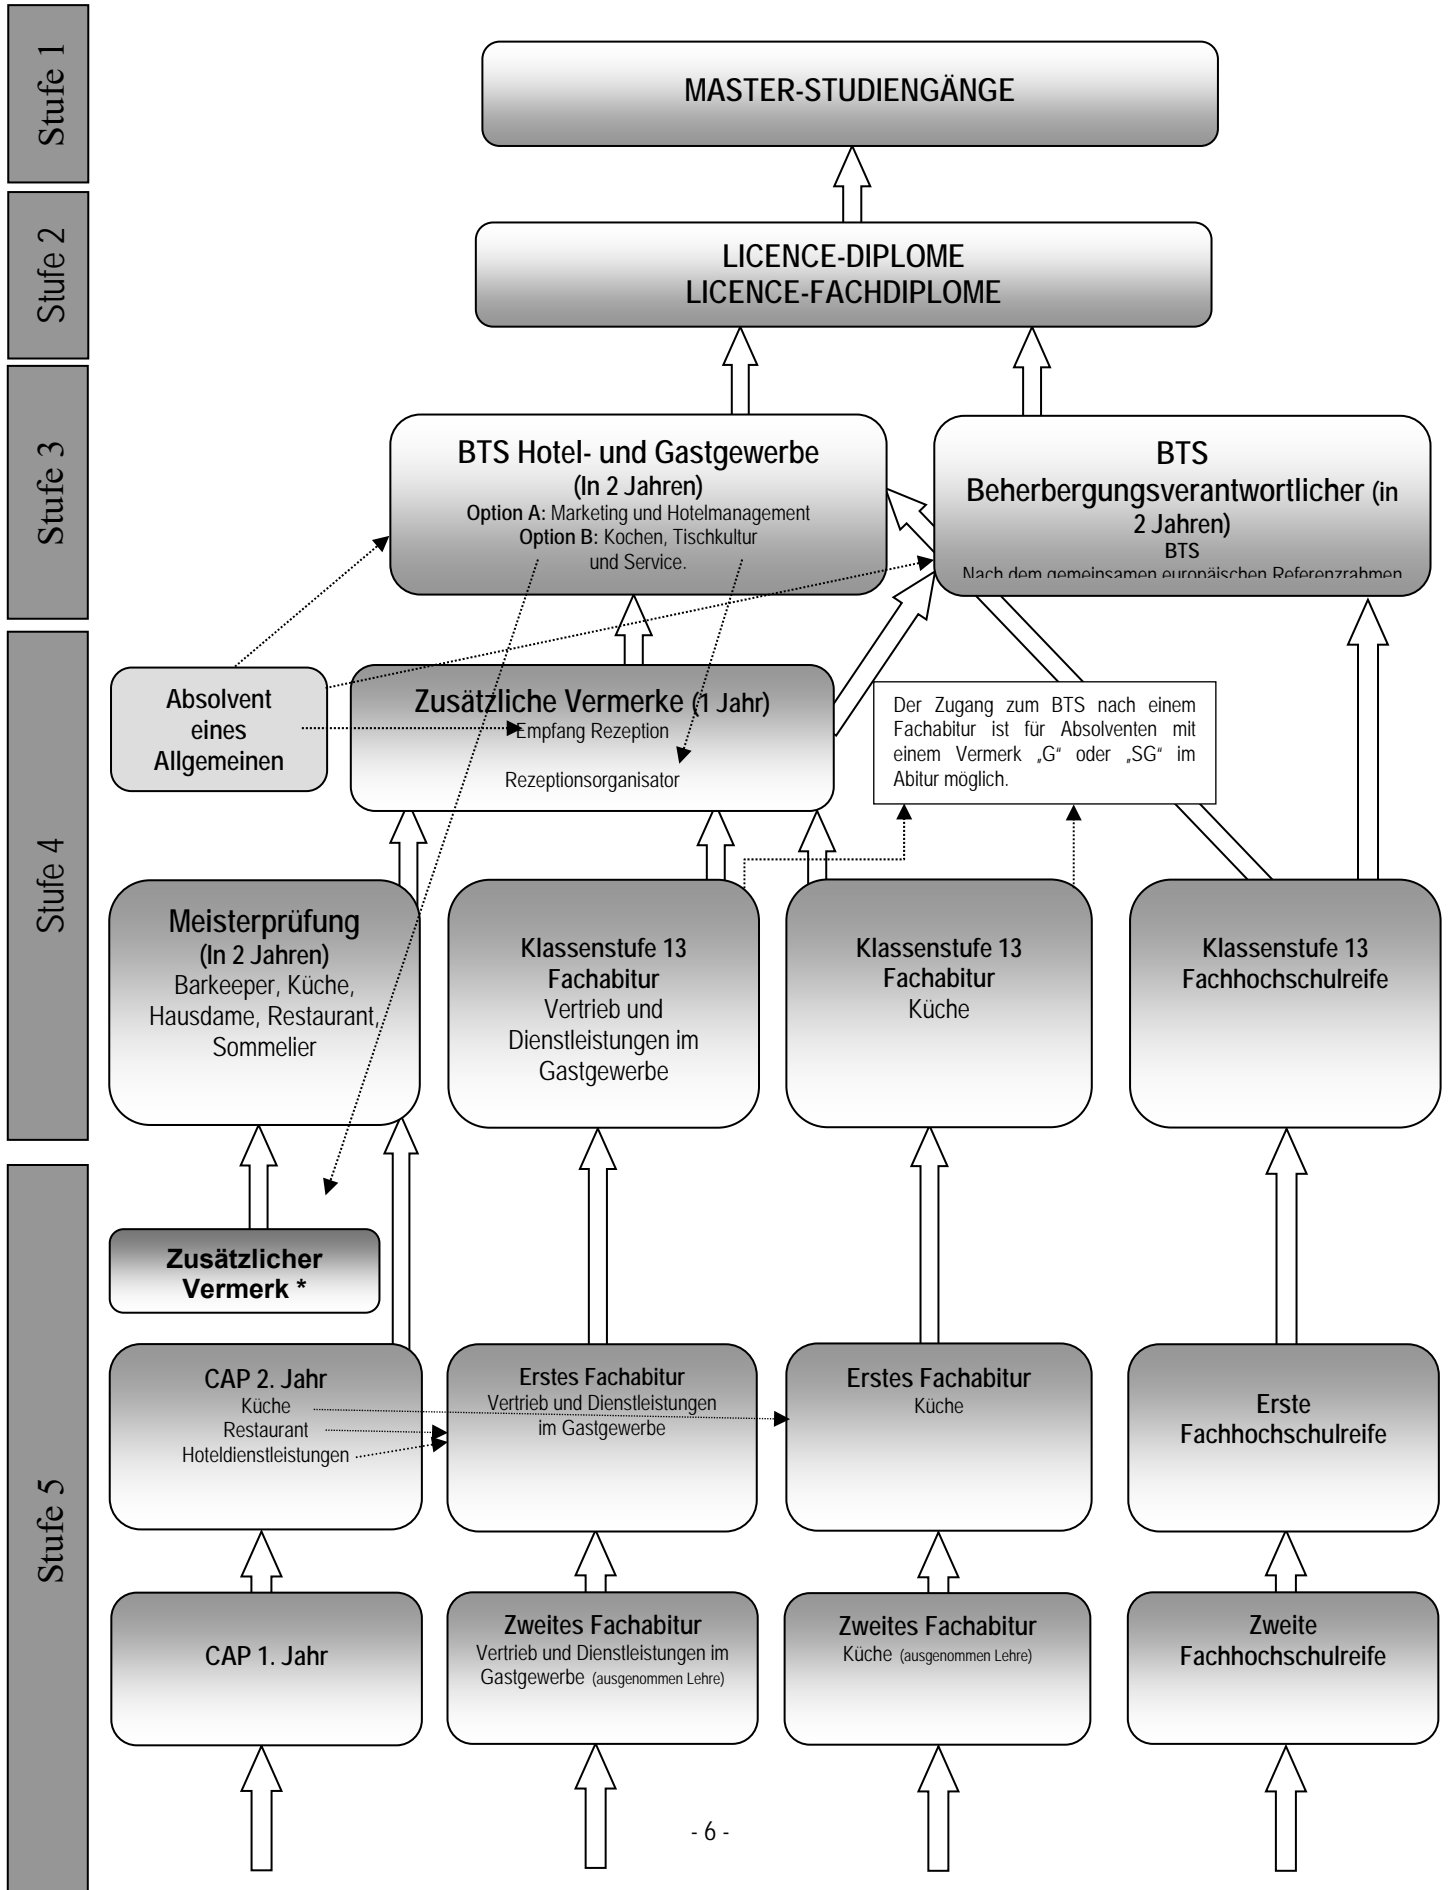 Stufe 1
MASTER-STUDIENGÄNGE
Stufe 2
LICENCE-DIPLOME
LICENCE-FACHDIPLOME
Stufe 3
BTS Hotel- und Gastgewerbe
(In 2 Jahren)
Option A: Marketing und Hotelmanagement
Option B: Kochen, Tischkultur
und Service.
BTS
Beherbergungsverantwortlicher (in
2 Jahren)
BTS
Nach dem gemeinsamen europäischen Referenzrahmen
Stufe 4
Absolvent
eines
Allgemeinen
Zusätzliche Vermerke (1 Jahr)
Empfang Rezeption
Rezeptionsorganisator
Der Zugang zum BTS nach einem
Fachabitur ist für Absolventen mit
einem Vermerk „G“ oder „SG“ im
Abitur möglich.
Meisterprüfung
(In 2 Jahren)
Barkeeper, Küche,
Hausdame, Restaurant,
Sommelier
Klassenstufe 13
Fachabitur
Vertrieb und
Dienstleistungen im
Gastgewerbe
Klassenstufe 13
Fachabitur
Küche
Klassenstufe 13
Fachhochschulreife
Stufe 5
Zusätzlicher
Vermerk *
CAP 2. Jahr
Küche
Restaurant
Hoteldienstleistungen
Erstes Fachabitur
Vertrieb und Dienstleistungen
im Gastgewerbe
Erstes Fachabitur
Küche
Erste
Fachhochschulreife
CAP 1. Jahr
Zweites Fachabitur
Vertrieb und Dienstleistungen im
Gastgewerbe (ausgenommen Lehre)
Zweites Fachabitur
Küche (ausgenommen Lehre)
Zweite
Fachhochschulreife
- 6 -